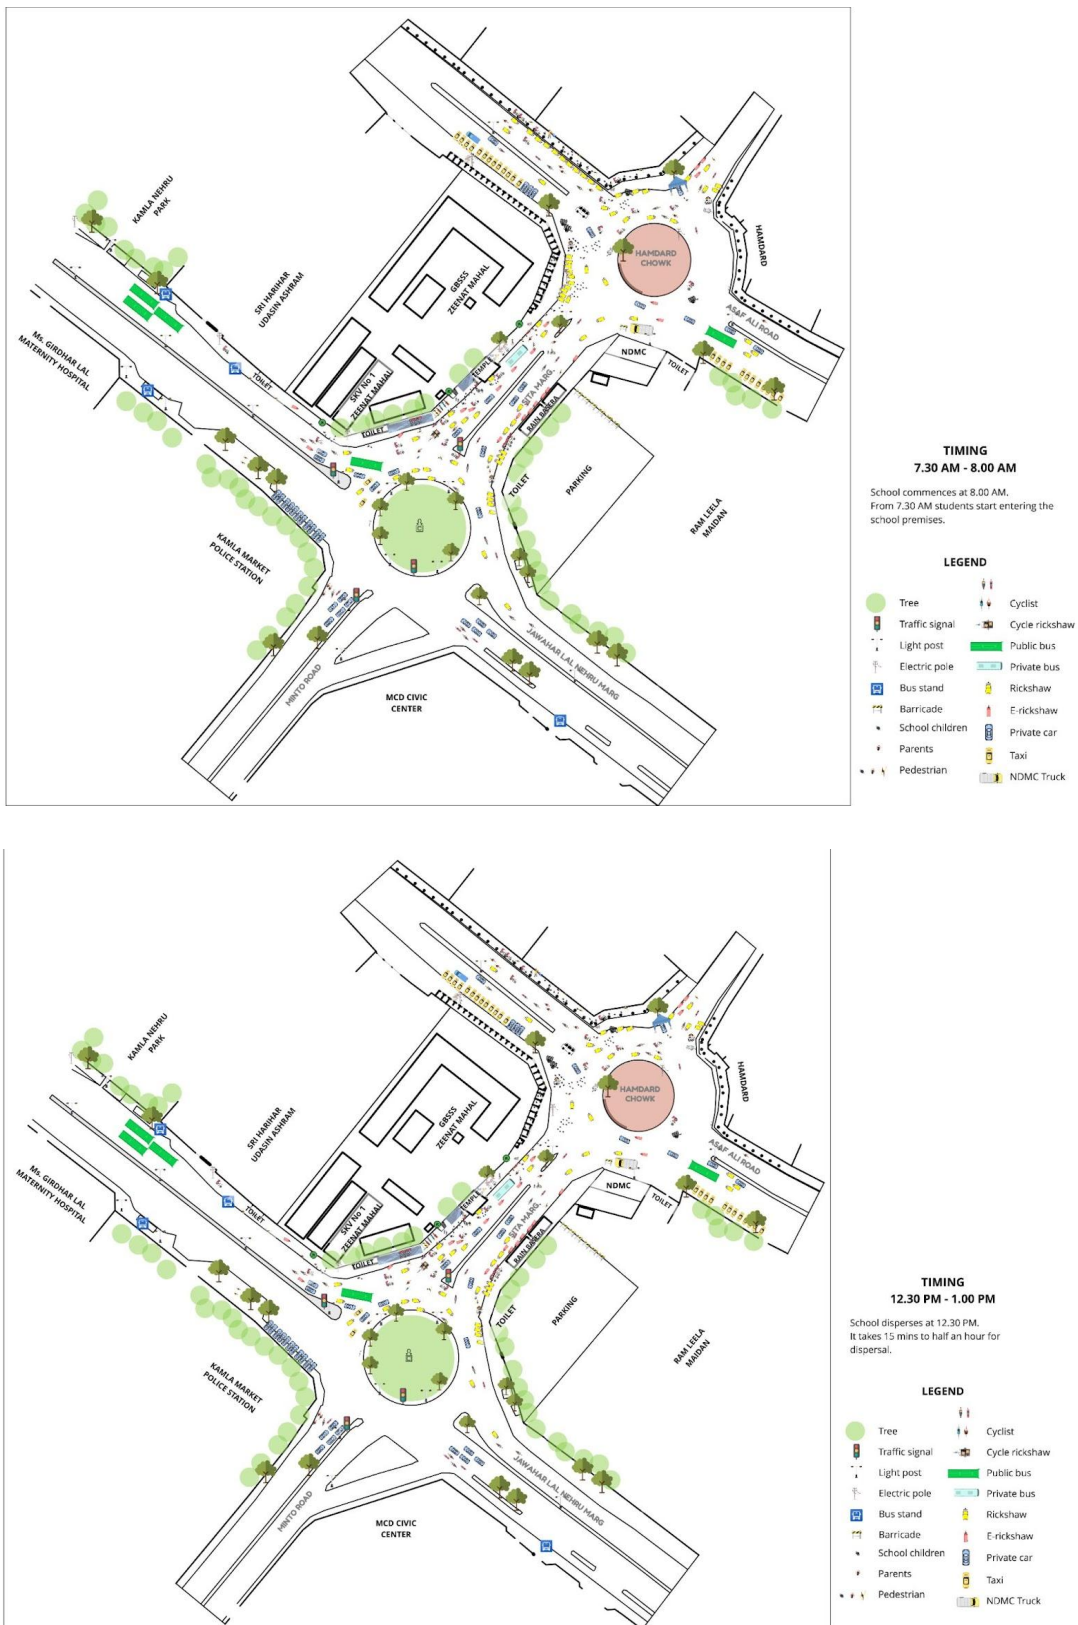 KAMLA NEHRU
PARK
SRI HARIHAR
UDASIN ASHRAM
Ms. GIRDHAR LAL
MATERNITY HOSPITAL
TOILET
GBSSS
ZEENAT MAHAL
SKV No 1
ZEENAT MAHAL
TEMPLE
TOILET
HAMDARD
CHOWK
HAMDARD
ASAF ALI ROAD
NDMC
TOILET
SITA MARG.
RAIN BASERA
TOILET
PARKING
RAM LEELA
MAIDAN
KAMLA MARKET
POLICE STATION
MINTO ROAD
MCD CIVIC
CENTER
JAWAHAR LAL NEHRU MARG
TIMING
7.30 AM - 8.00 AM
School commences at 8.00 AM.
From 7.30 AM students start entering the
school premises.
LEGEND
Tree
Cyclist
Traffic signal
Cycle rickshaw
Light post
Public bus
Electric pole
Private bus
Bus stand
Rickshaw
Barricade
E-rickshaw
School children
Private car
Parents
Taxi
Pedestrian
NDMC Truck
KAMLA NEHRU
PARK
SRI HARIHAR
UDASIN ASHRAM
Ms. GIRDHAR LAL
MATERNITY HOSPITAL
TOILET
GBSSS
ZEENAT MAHAL
SKV No 1
ZEENAT MAHAL
TEMPLE
TOILET
HAMDARD
CHOWK
HAMDARD
ASAF ALI ROAD
NDMC
TOILET
SITA MARG.
RAIN BASERA
TOILET
PARKING
RAM LEELA
MAIDAN
KAMLA MARKET
POLICE STATION
MINTO ROAD
MCD CIVIC
CENTER
JAWAHAR LAL NEHRU MARG
TIMING
12.30 PM - 1.00 PM
School disperses at 12.30 PM.
It takes 15 mins to half an hour for
dispersal.
LEGEND
Tree
Cyclist
Traffic signal
Cycle rickshaw
Light post
Public bus
Electric pole
Private bus
Bus stand
Rickshaw
Barricade
E-rickshaw
School children
Private car
Parents
Taxi
Pedestrian
NDMC Truck